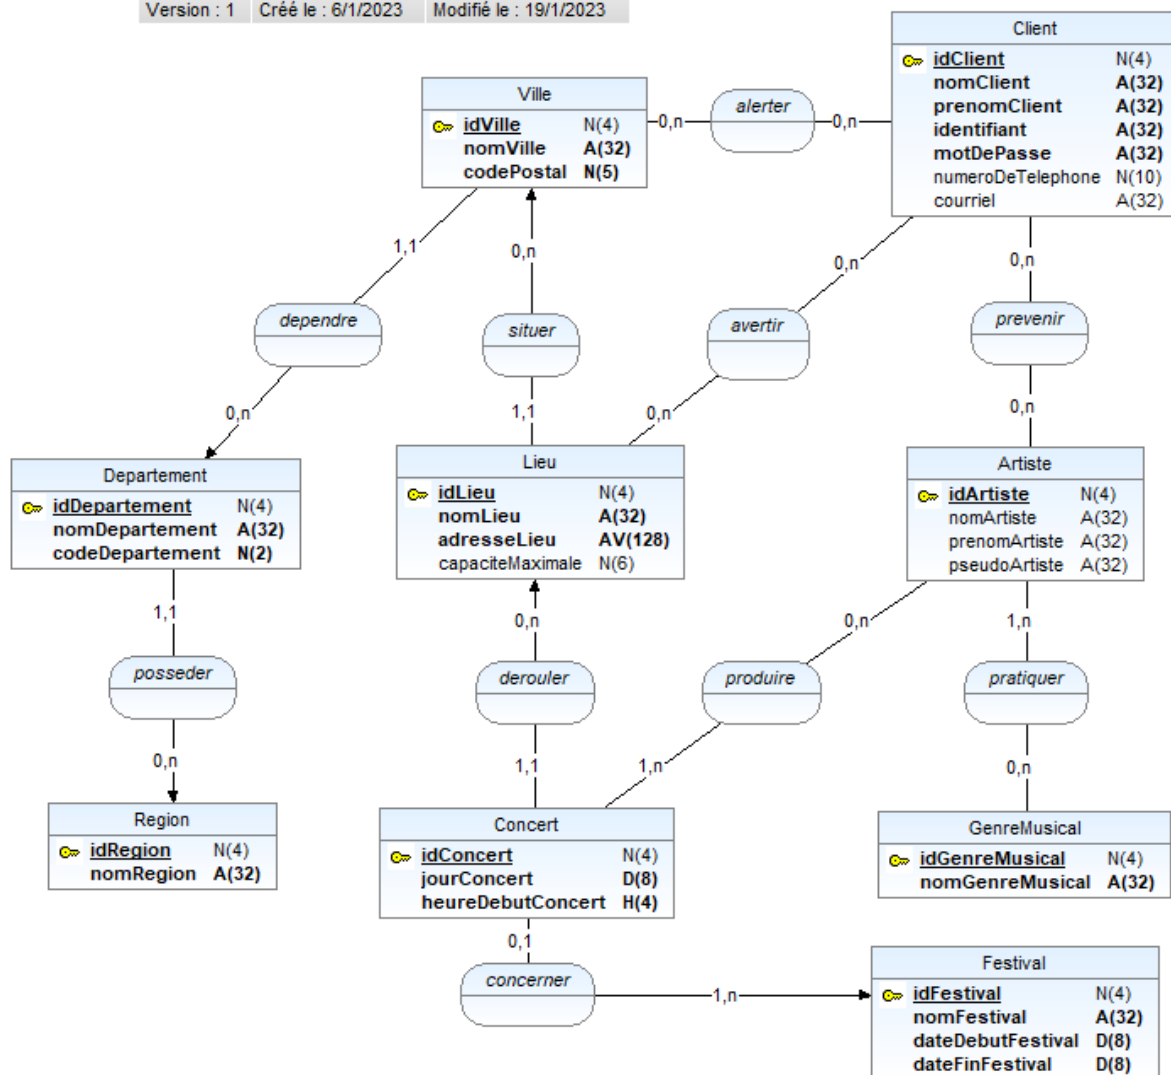 Version : 1 Créé le : 6/1/2023 Modifié le : 19/1/2023
Client
idClient N(4)
nomClient A(32)
prenomClient A(32)
identifiant A(32)
motDePasse A(32)
numeroDeTelephone N(10)
courriel A(32)
Ville
idVille N(4)
nomVille A(32)
codePostal N(5)
0,n
alerter
0,n
1,1
0,n
0,n
0,n
dependre
situer
avertir
prevenir
0,n
1,1
0,n
0,n
Departement
idDepartement N(4)
nomDepartement A(32)
codeDepartement N(2)
Lieu
idLieu N(4)
nomLieu A(32)
adresseLieu AV(128)
capaciteMaximale N(6)
Artiste
idArtiste N(4)
nomArtiste A(32)
prenomArtiste A(32)
pseudoArtiste A(32)
1,1
0,n
0,n
1,n
posseder
derouler
produire
pratiquer
0,n
1,1
1,n
0,n
Region
idRegion N(4)
nomRegion A(32)
Concert
idConcert N(4)
jourConcert D(8)
heureDebutConcert H(4)
GenreMusical
idGenreMusical N(4)
nomGenreMusical A(32)
0,1
concerner
1,n
Festival
idFestival N(4)
nomFestival A(32)
dateDebutFestival D(8)
dateFinFestival D(8)